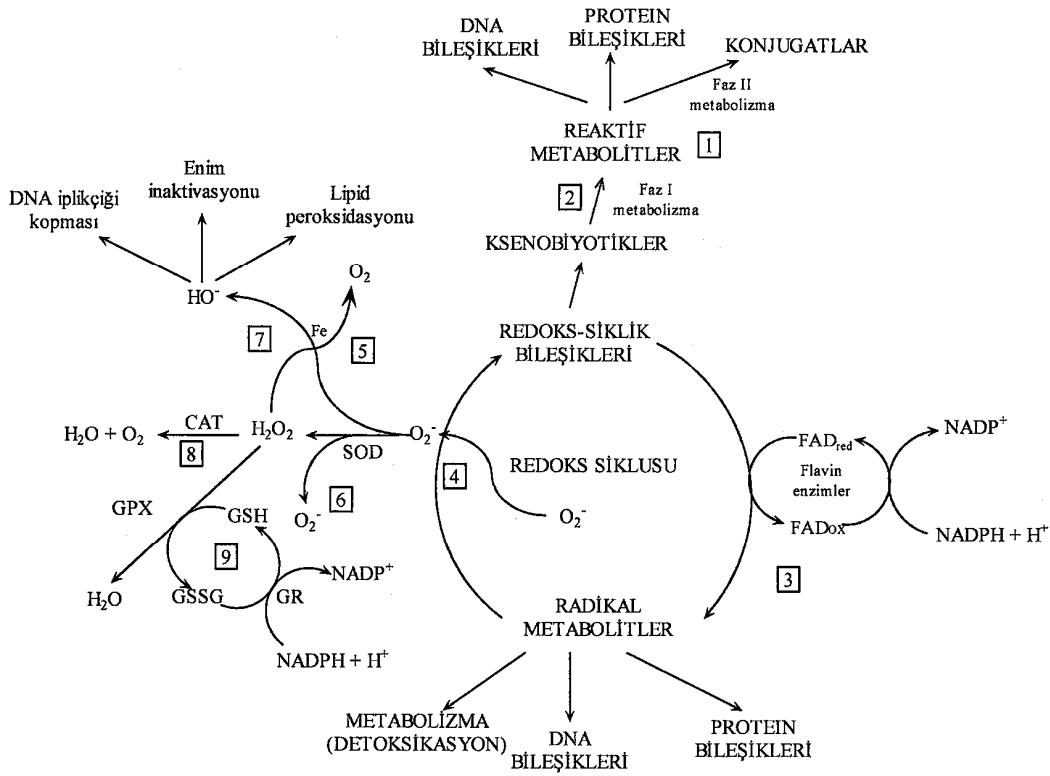 DNA
BİLEŞİKLERİ
PROTEIN
BİLEŞİKLERİ
KONJUGATLAR
Faz II
metabolizma
REAKTİF
METABOLİTLER
1
2
Faz I
metabolizma
KSENOBİYOTİKLER
Enim
inaktivasyonu
DNA iplikçiği
kopması
Lipid
peroksidasyonu
HO⁻
O₂
Fe
7
5
REDOKS-SİKLİK
BİLEŞİKLERİ
H₂O + O₂
CAT
8
H₂O₂
SOD
O₂⁻
4
REDOKS SİKLUSU
O₂⁻
6
O₂⁻
FADred
Flavin
enzimler
FADox
NADP⁺
NADPH + H⁺
3
GPX
GSH
9
GSSG
GR
NADP⁺
H₂O
NADPH + H⁺
RADİKAL
METABOLİTLER
METABOLİZMA
(DETOKSİKASYON)
DNA
BİLEŞİKLERİ
PROTEIN
BİLEŞİKLERİ